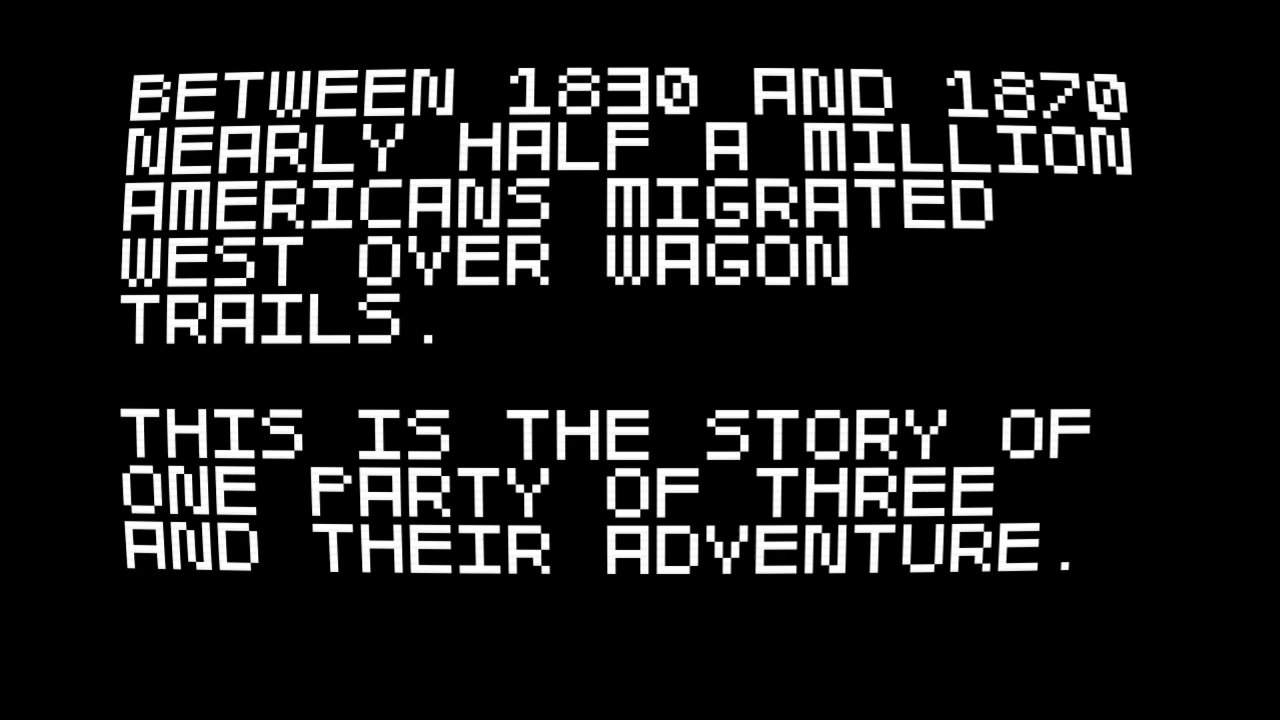 BETWEEN 1830 AND 1870
NEARLY HALF A MILLION
AMERICANS MIGRATED
WEST OVER WAGON
TRAILS.
THIS IS THE STORY OF
ONE PARTY OF THREE
AND THEIR ADVENTURE.